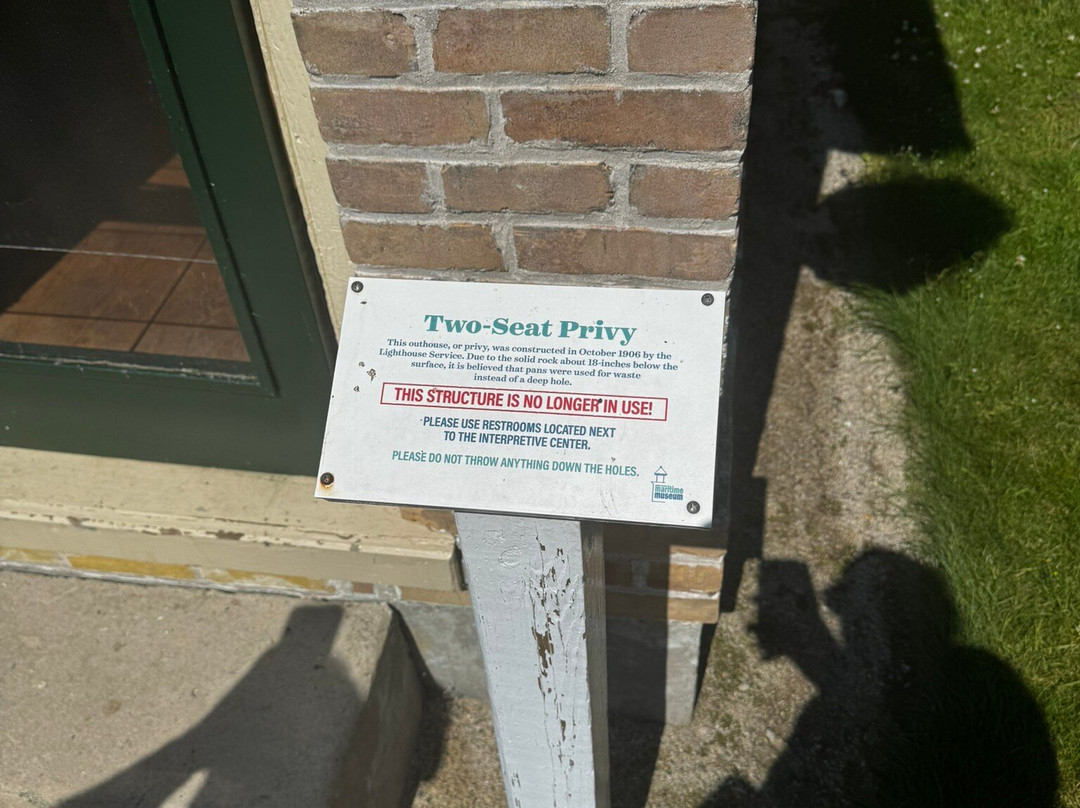 Two-Seat Privy
This outhouse, or privy, was constructed in October 1906 by the
Lighthouse Service. Due to the solid rock about 18-inches below the
surface, it is believed that pans were used for waste
instead of a deep hole.
THIS STRUCTURE IS NO LONGER IN USE!
PLEASE USE RESTROOMS LOCATED NEXT
TO THE INTERPRETIVE CENTER.
PLEASE DO NOT THROW ANYTHING DOWN THE HOLES.
maritime
museum